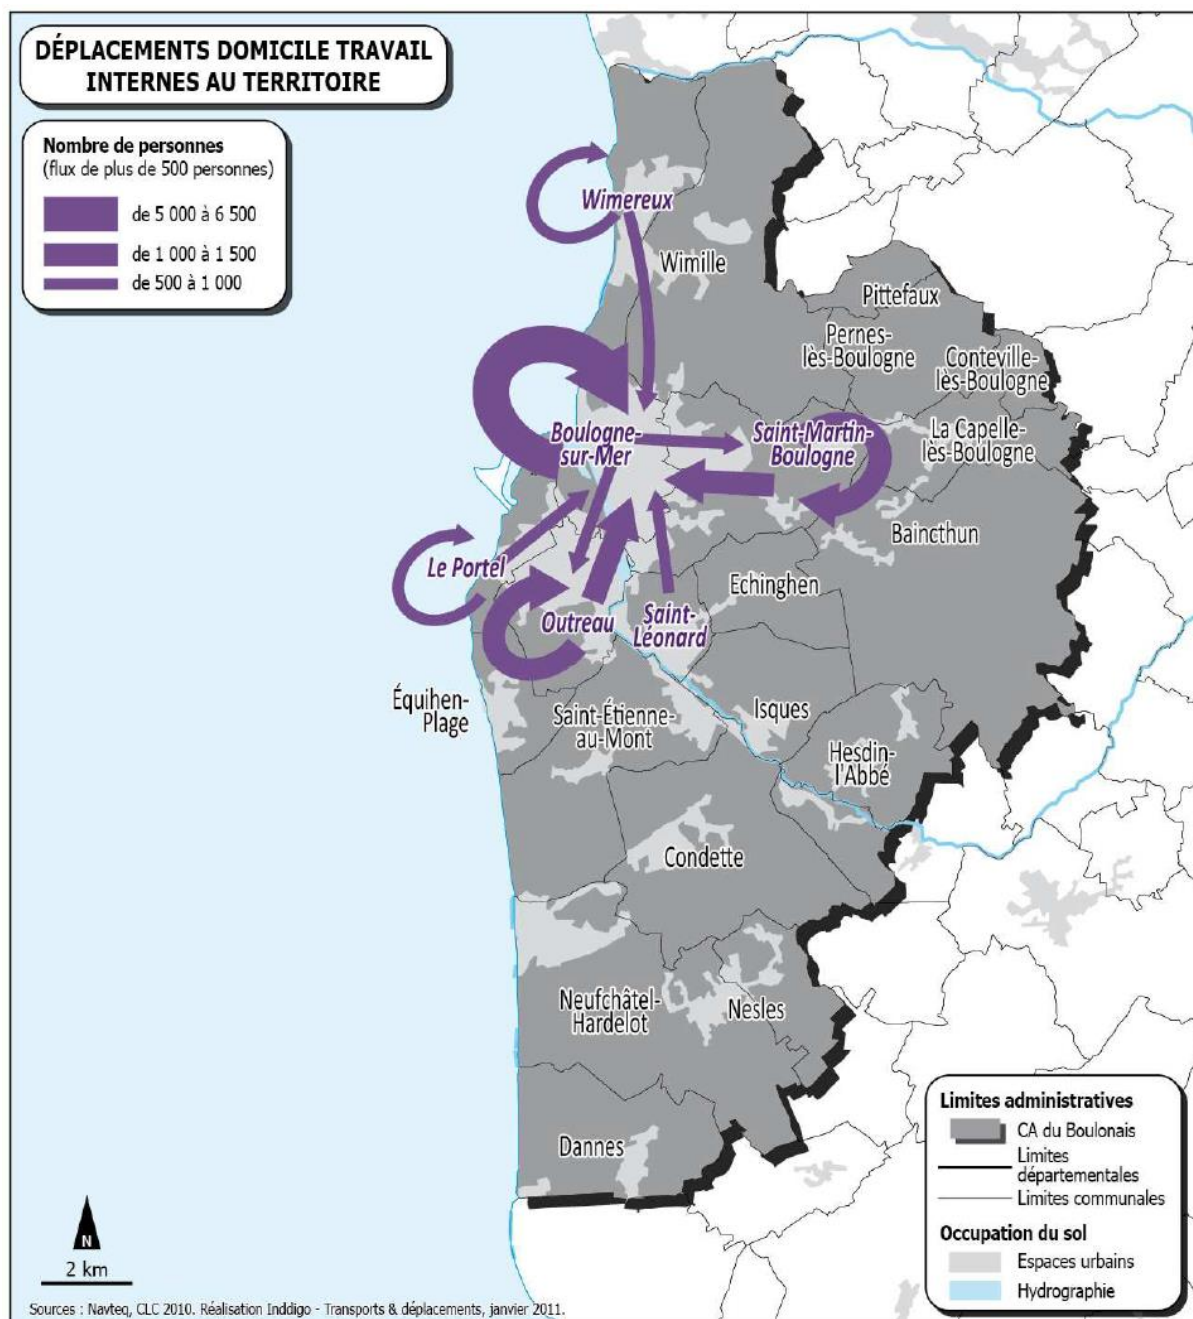 DÉPLACEMENTS DOMICILE TRAVAIL
INTERNES AU TERRITOIRE
Nombre de personnes
(flux de plus de 500 personnes)
de 5 000 à 6 500
de 1 000 à 1 500
de 500 à 1 000
Wimereux
Wimille
Pittefaux
Pernes-
lès-Boulogne
Conteville-
lès-Boulogne
Boulogne-
sur-Mer
Saint-Martin-
Boulogne
La Capelle-
lès-Boulogne
Baincthun
Le Portel
Echinghen
Outreau
Saint-
Léonard
Équihen-
Plage
Saint-Étienne-
au-Mont
Isques
Hesdin-
l'Abbé
Condette
Neufchâtel-
Hardelot
Nesles
Dannes
N
2 km
Limites administratives
CA du Boulonais
Limites
départementales
Limites communales
Occupation du sol
Espaces urbains
Hydrographie
Sources : Navteq, CLC 2010. Réalisation Inddigo - Transports & déplacements, janvier 2011.